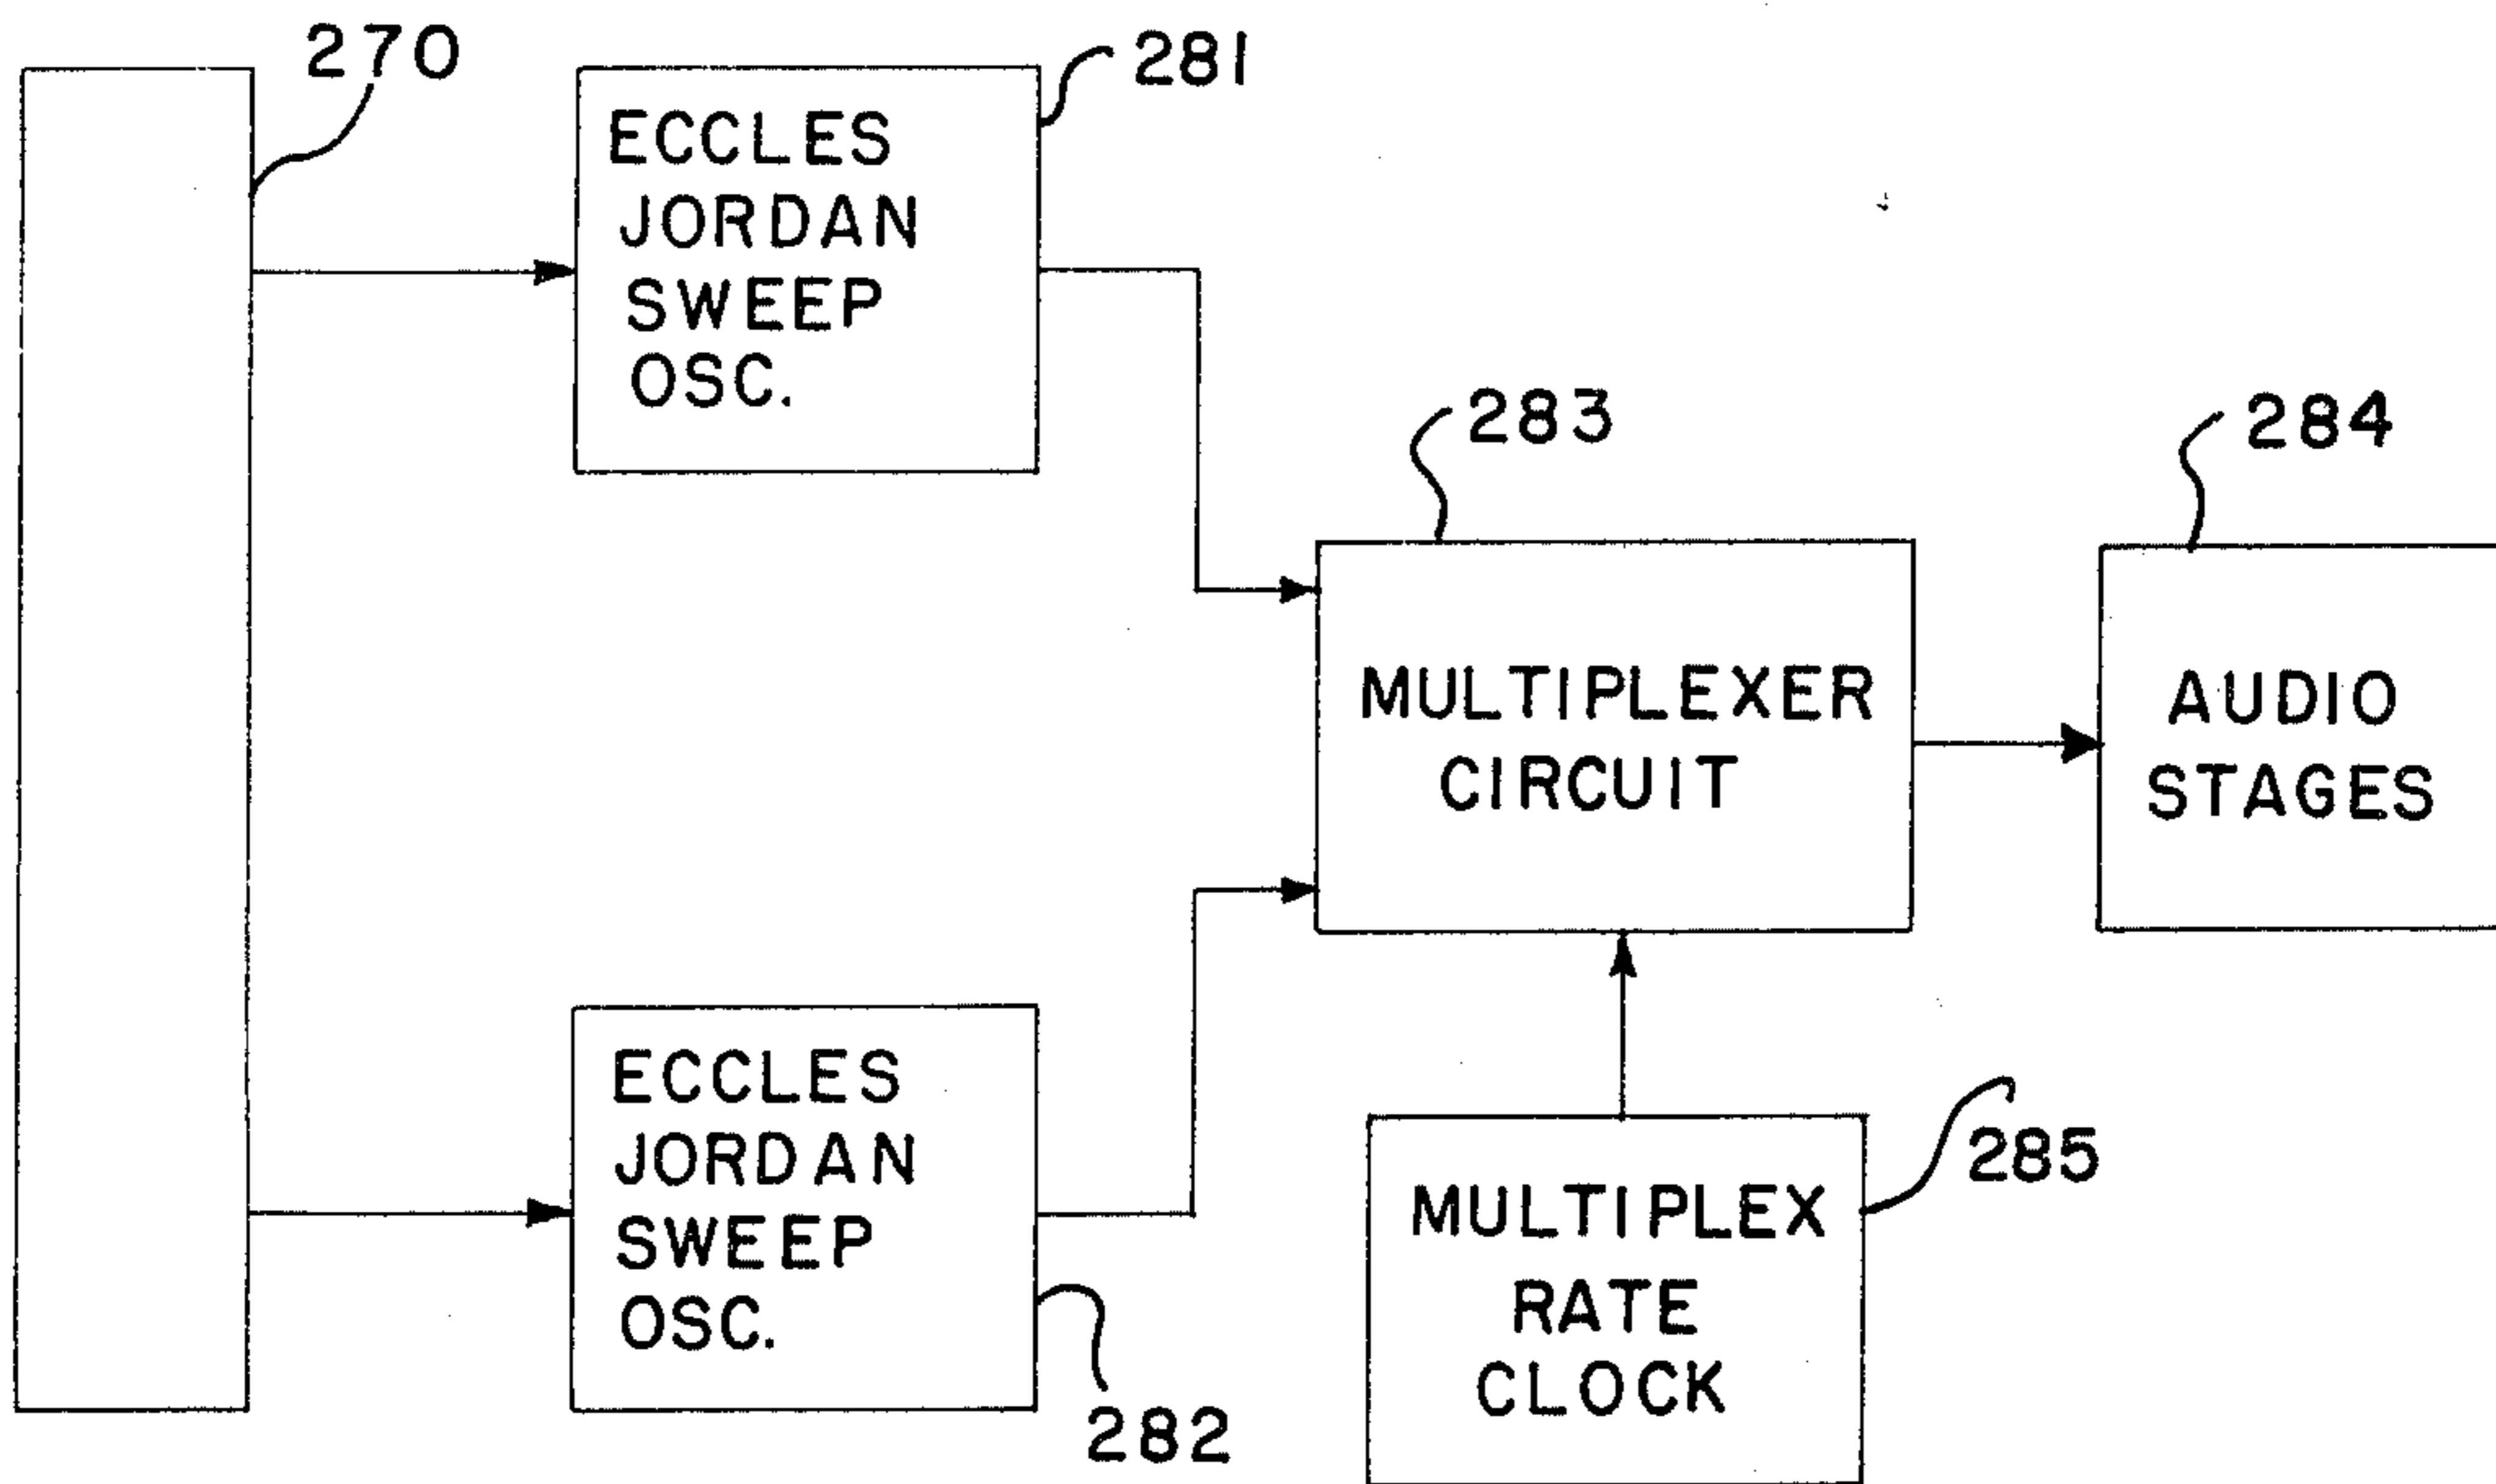 270
281
ECCLES
JORDAN
SWEEP
OSC.
283
284
MULTIPLEXER
CIRCUIT
AUDIO
STAGES
ECCLES
JORDAN
SWEEP
OSC.
282
285
MULTIPLEX
RATE
CLOCK